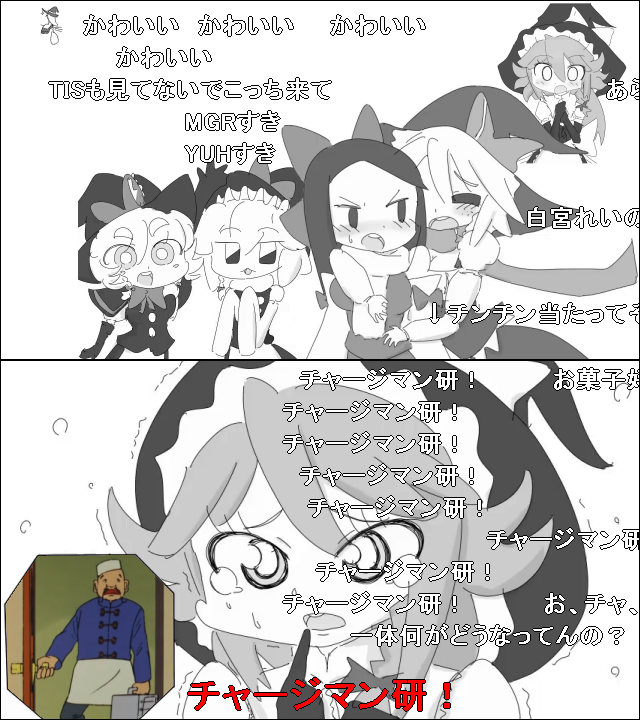 かわいい かわいい かわいい
かわいい
TISも見てないでこっち来て
あら
MGRすき
YUHすき
白宮れいの
↓チンチン当たってそ
チャージマン研！ お菓子好
チャージマン研！
チャージマン研！
チャージマン研！
チャージマン研！
チャージマン研
チャージマン研！
チャージマン研！ お、チャ、
一体何がどうなってんの？
チャージマン研！